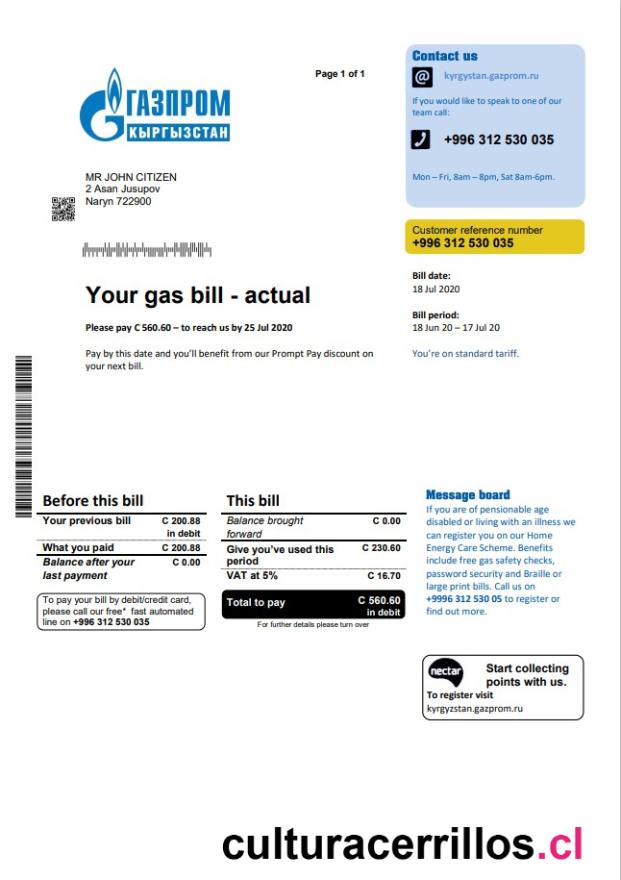 Page 1 of 1
ГАЗПРОМ
КЫРГЫЗСТАН
MR JOHN CITIZEN
2 Asan Jusupov
Naryn 722900
Contact us
@ kyrgystan.gazprom.ru
If you would like to speak to one of our
team call:
+996 312 530 035
Mon – Fri, 8am – 8pm, Sat 8am-6pm.
Customer reference number
+996 312 530 035
Bill date:
18 Jul 2020
Bill period:
18 Jun 20 – 17 Jul 20
You're on standard tariff.
Your gas bill - actual
Please pay C 560.60 – to reach us by 25 Jul 2020
Pay by this date and you'll benefit from our Prompt Pay discount on
your next bill.
Before this bill
Your previous bill C 200.88
in debit
What you paid C 200.88
Balance after your C 0.00
last payment
To pay your bill by debit/credit card,
please call our free* fast automated
line on +996 312 530 035
This bill
Balance brought C 0.00
forward
Give you've used this C 230.60
period
VAT at 5% C 16.70
Total to pay C 560.60
in debit
For further details please turn over
Message board
If you are of pensionable age
disabled or living with an illness we
can register you on our Home
Energy Care Scheme. Benefits
include free gas safety checks,
password security and Braille or
large print bills. Call us on
+9996 312 530 05 to register or
find out more.
nectar
Start collecting
points with us.
To register visit
kyrgyzstan.gazprom.ru
culturacerrillos.cl